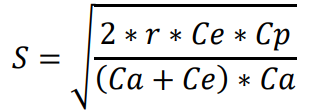 S = √((2 * r * Ce * Cp) / ((Ca + Ce) * Ca))